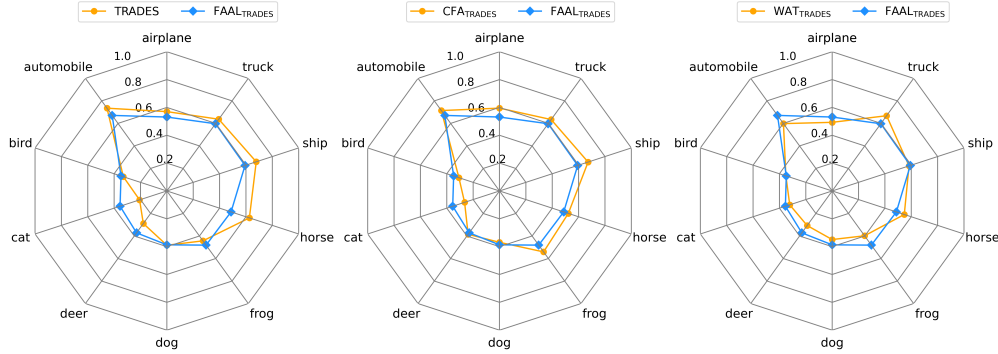 TRADES FAAL_TRADES
airplane
automobile
truck
bird
ship
cat
horse
deer
frog
dog
1.0
0.8
0.6
0.4
0.2
CFA_TRADES FAAL_TRADES
airplane
automobile
truck
bird
ship
cat
horse
deer
frog
dog
1.0
0.8
0.6
0.4
0.2
WAT_TRADES FAAL_TRADES
airplane
automobile
truck
bird
ship
cat
horse
deer
frog
dog
1.0
0.8
0.6
0.4
0.2